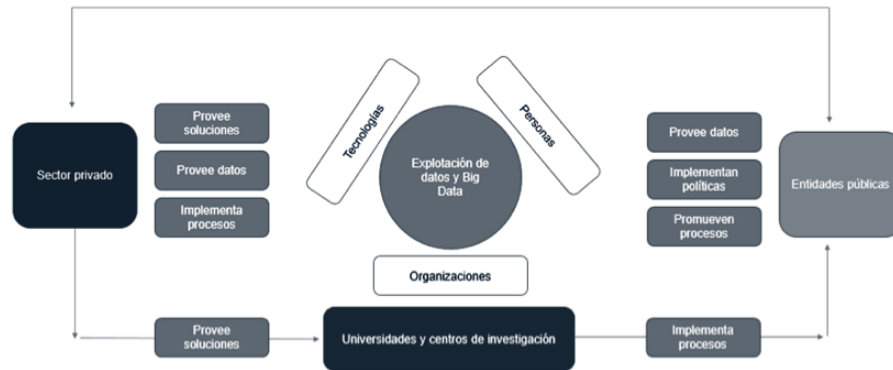 Tecnologías
Personas
Provee
soluciones
Provee datos
Implementa
procesos
Sector privado
Explotación de
datos y Big
Data
Provee datos
Implementan
políticas
Promueven
procesos
Entidades públicas
Organizaciones
Provee
soluciones
Universidades y centros de investigación
Implementa
procesos